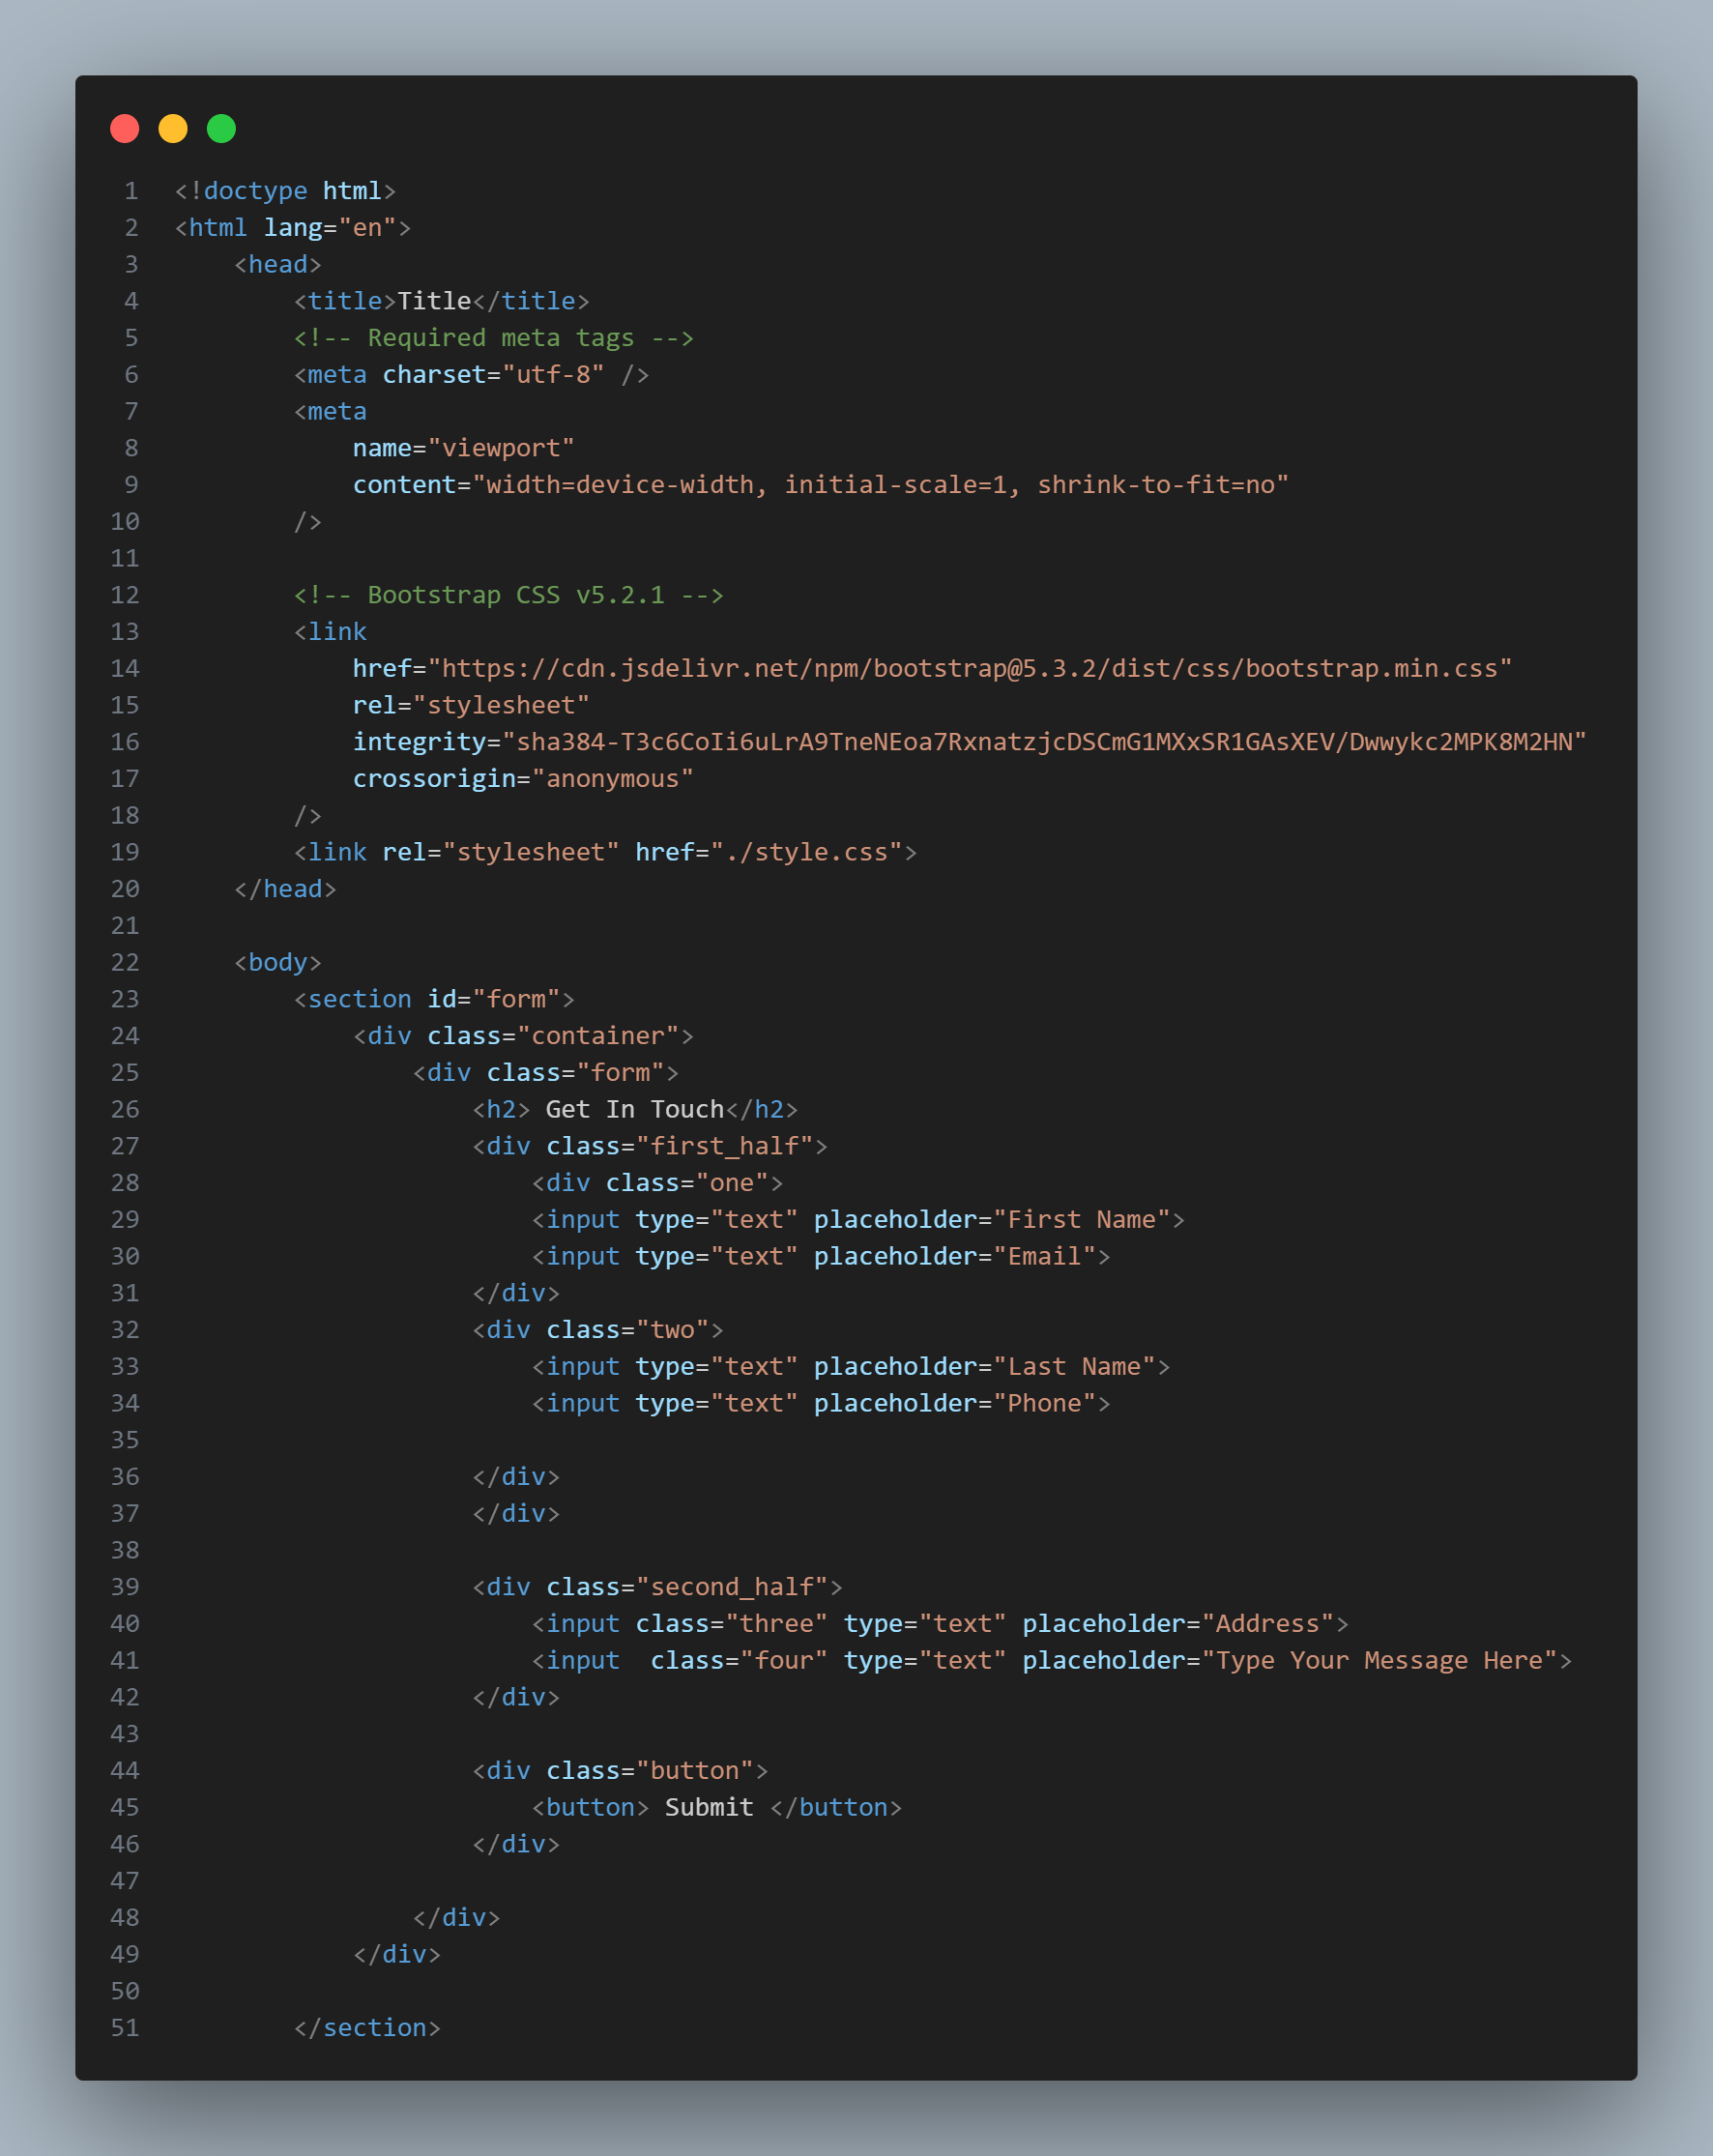 1 <!doctype html>
2 <html lang="en">
3     <head>
4         <title>Title</title>
5         <!-- Required meta tags -->
6         <meta charset="utf-8" />
7         <meta
8             name="viewport"
9             content="width=device-width, initial-scale=1, shrink-to-fit=no"
10         />
11
12         <!-- Bootstrap CSS v5.2.1 -->
13         <link
14             href="https://cdn.jsdelivr.net/npm/bootstrap@5.3.2/dist/css/bootstrap.min.css"
15             rel="stylesheet"
16             integrity="sha384-T3c6CoIi6uLrA9TneNEoa7RxnatzjcDSCmG1MXxSR1GAsXEV/Dwwykc2MPK8M2HN"
17             crossorigin="anonymous"
18         />
19         <link rel="stylesheet" href="./style.css">
20     </head>
21
22     <body>
23         <section id="form">
24             <div class="container">
25                 <div class="form">
26                     <h2> Get In Touch</h2>
27                     <div class="first_half">
28                         <div class="one">
29                         <input type="text" placeholder="First Name">
30                         <input type="text" placeholder="Email">
31                     </div>
32                     <div class="two">
33                         <input type="text" placeholder="Last Name">
34                         <input type="text" placeholder="Phone">
35
36                     </div>
37                     </div>
38
39                     <div class="second_half">
40                         <input class="three" type="text" placeholder="Address">
41                         <input  class="four" type="text" placeholder="Type Your Message Here">
42                     </div>
43
44                     <div class="button">
45                         <button> Submit </button>
46                     </div>
47
48                 </div>
49             </div>
50
51         </section>